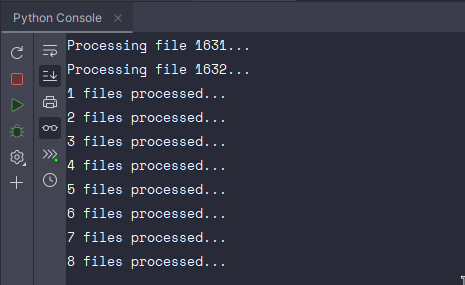 Python Console
Processing file 1631...
Processing file 1632...
1 files processed...
2 files processed...
3 files processed...
4 files processed...
5 files processed...
6 files processed...
7 files processed...
8 files processed...